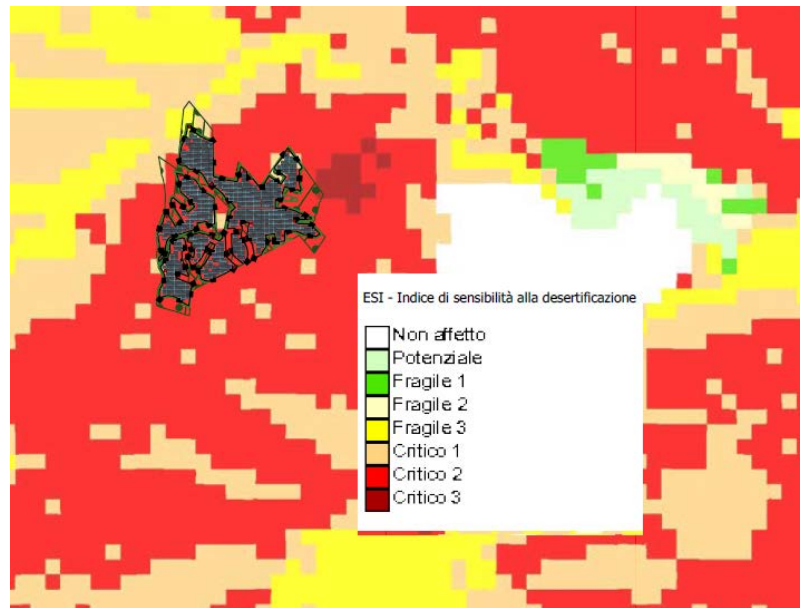 ESI - Indice di sensibilità alla desertificazione
Non affetto
Potenziale
Fragile 1
Fragile 2
Fragile 3
Critico 1
Critico 2
Critico 3